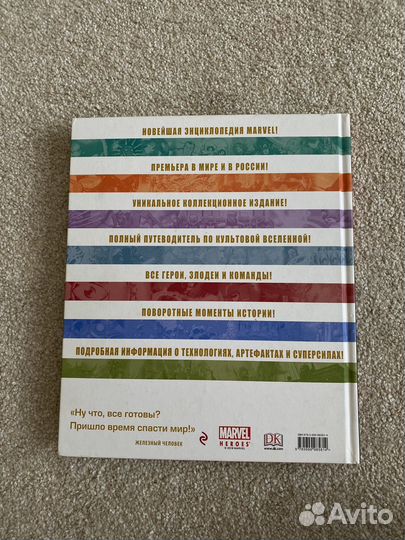 НОВЕЙШАЯ ЭНЦИКЛОПЕДИЯ MARVEL!
ПРЕМЬЕРА В МИРЕ И В РОССИИ!
УНИКАЛЬНОЕ КОЛЛЕКЦИОННОЕ ИЗДАНИЕ!
ПОЛНЫЙ ПУТЕВОДИТЕЛЬ ПО КУЛЬТОВОЙ ВСЕЛЕННОЙ!
ВСЕ ГЕРОИ, ЗЛОДЕИ И КОМАНДЫ!
ПОВОРОТНЫЕ МОМЕНТЫ ИСТОРИИ!
ПОДРОБНАЯ ИНФОРМАЦИЯ О ТЕХНОЛОГИЯХ, АРТЕФАКТАХ И СУПЕРСИЛАХ!
«Ну что, все готовы?
Пришло время спасти мир!»
ЖЕЛЕЗНЫЙ ЧЕЛОВЕК
MARVEL
HEROES
DK
Avito